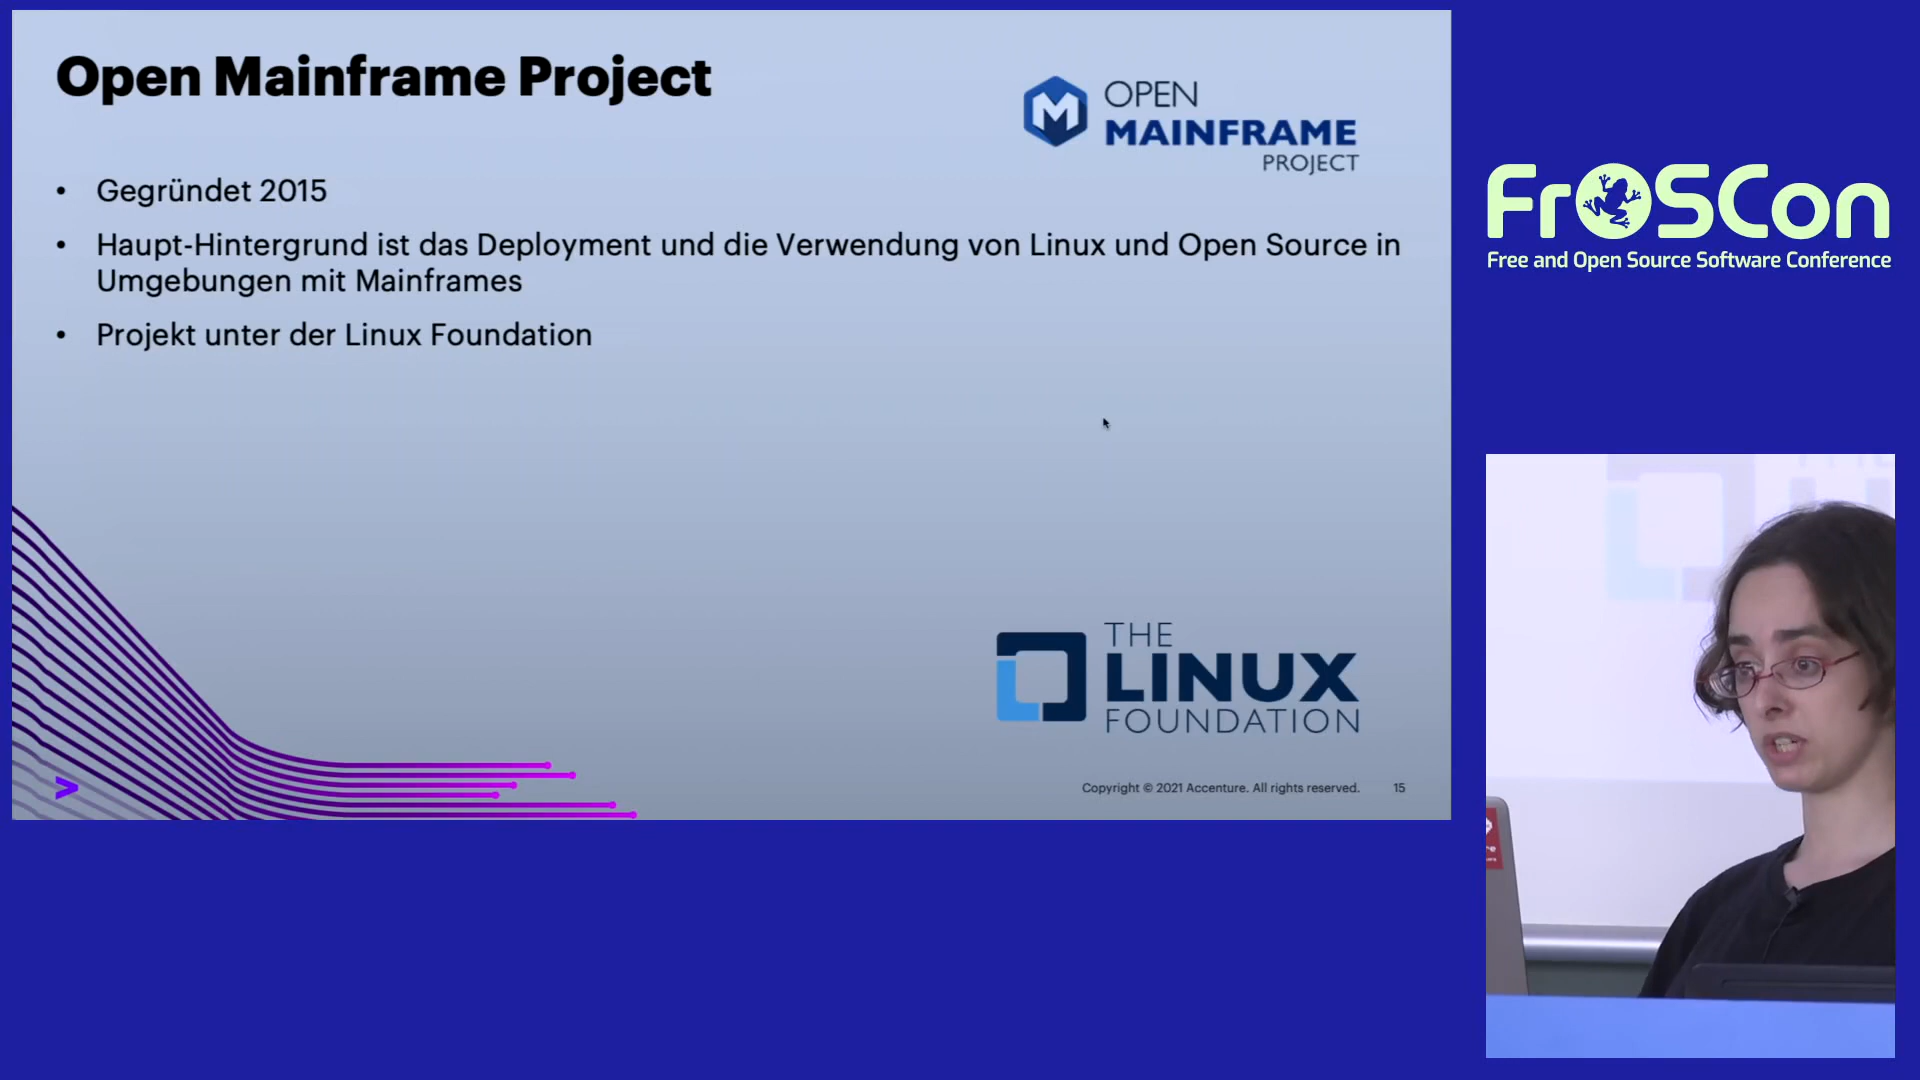 Open Mainframe Project
OPEN
MAINFRAME
PROJECT
• Gegründet 2015
• Haupt-Hintergrund ist das Deployment und die Verwendung von Linux und Open Source in
Umgebungen mit Mainframes
• Projekt unter der Linux Foundation
THE
LINUX
FOUNDATION
Copyright © 2021 Accenture. All rights reserved. 15
FrOSCon
Free and Open Source Software Conference